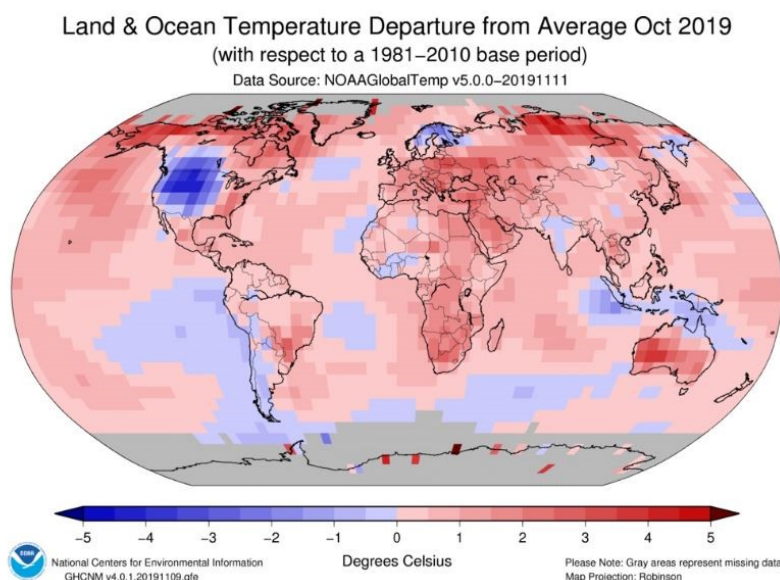 Land & Ocean Temperature Departure from Average Oct 2019
(with respect to a 1981–2010 base period)
Data Source: NOAAGlobalTemp v5.0.0–20191111
−5 −4 −3 −2 −1 0 1 2 3 4 5
National Centers for Environmental Information
GHCNM v4.0.1.20191109.qfe
Degrees Celsius
Please Note: Gray areas represent missing data
Map Projection: Robinson